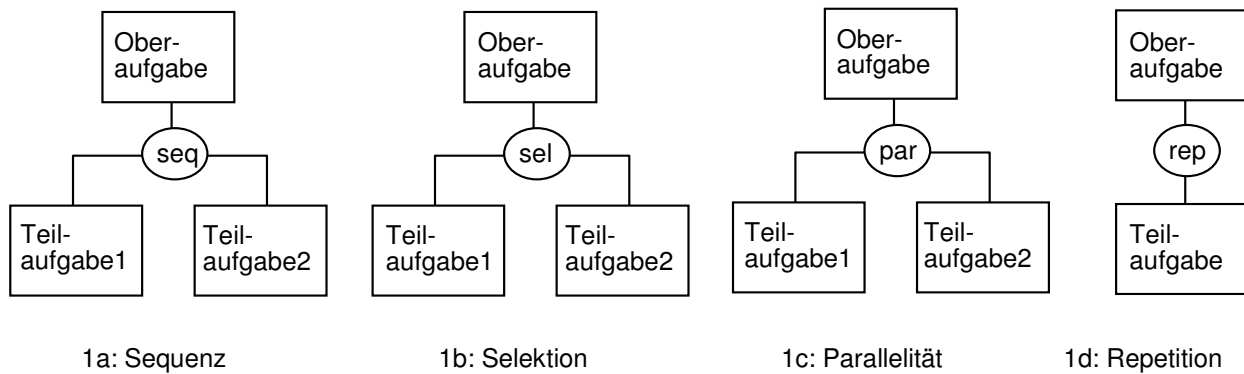 Ober-
aufgabe
seq
Teil-
aufgabe1
Teil-
aufgabe2
1a: Sequenz
Ober-
aufgabe
sel
Teil-
aufgabe1
Teil-
aufgabe2
1b: Selektion
Ober-
aufgabe
par
Teil-
aufgabe1
Teil-
aufgabe2
1c: Parallelität
Ober-
aufgabe
rep
Teil-
aufgabe
1d: Repetition